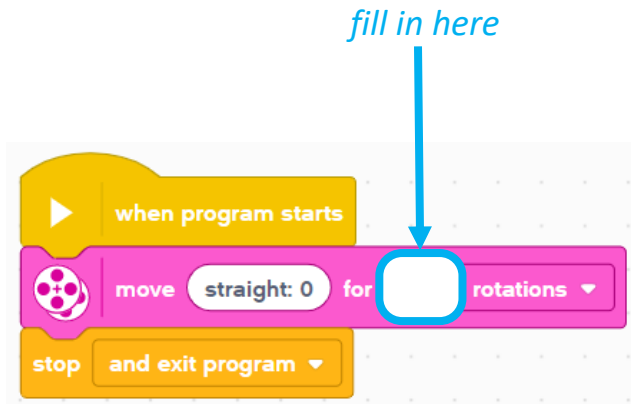 fill in here
when program starts
move straight: 0 for rotations
stop and exit program